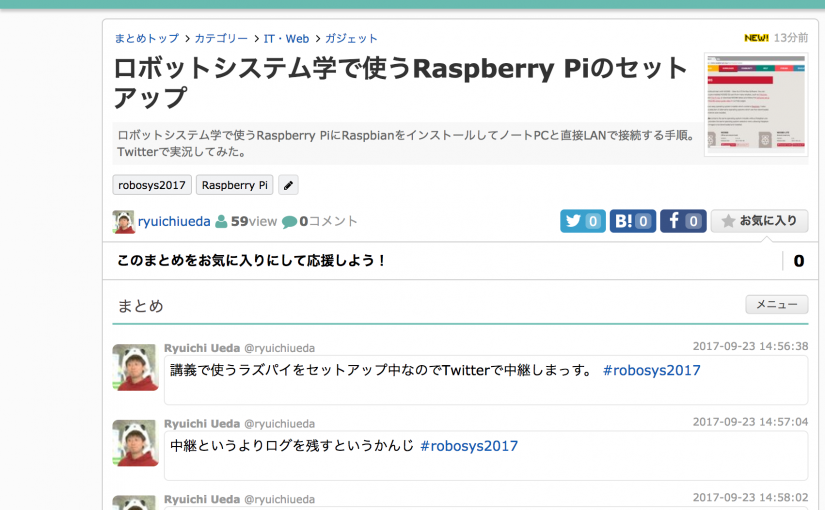 まとめトップ > カテゴリー > IT・Web > ガジェット
NEW! 13分前
ロボットシステム学で使うRaspberry Piのセット
アップ
ロボットシステム学で使うRaspberry PiにRaspbianをインストールしてノートPCと直接LANで接続する手順。
Twitterで実況してみた。
robosys2017 Raspberry Pi
ryuichiueda 59view 0コメント
0 B! 0 f 0 お気に入り
このまとめをお気に入りにして応援しよう！ 0
まとめ メニュー
Ryuichi Ueda @ryuichiueda 2017-09-23 14:56:38
講義で使うラズパイをセットアップ中なのでTwitterで中継しまっす。 #robosys2017
Ryuichi Ueda @ryuichiueda 2017-09-23 14:57:04
中継というよりログを残すというかんじ #robosys2017
Ryuichi Ueda @ryuichiueda 2017-09-23 14:58:02